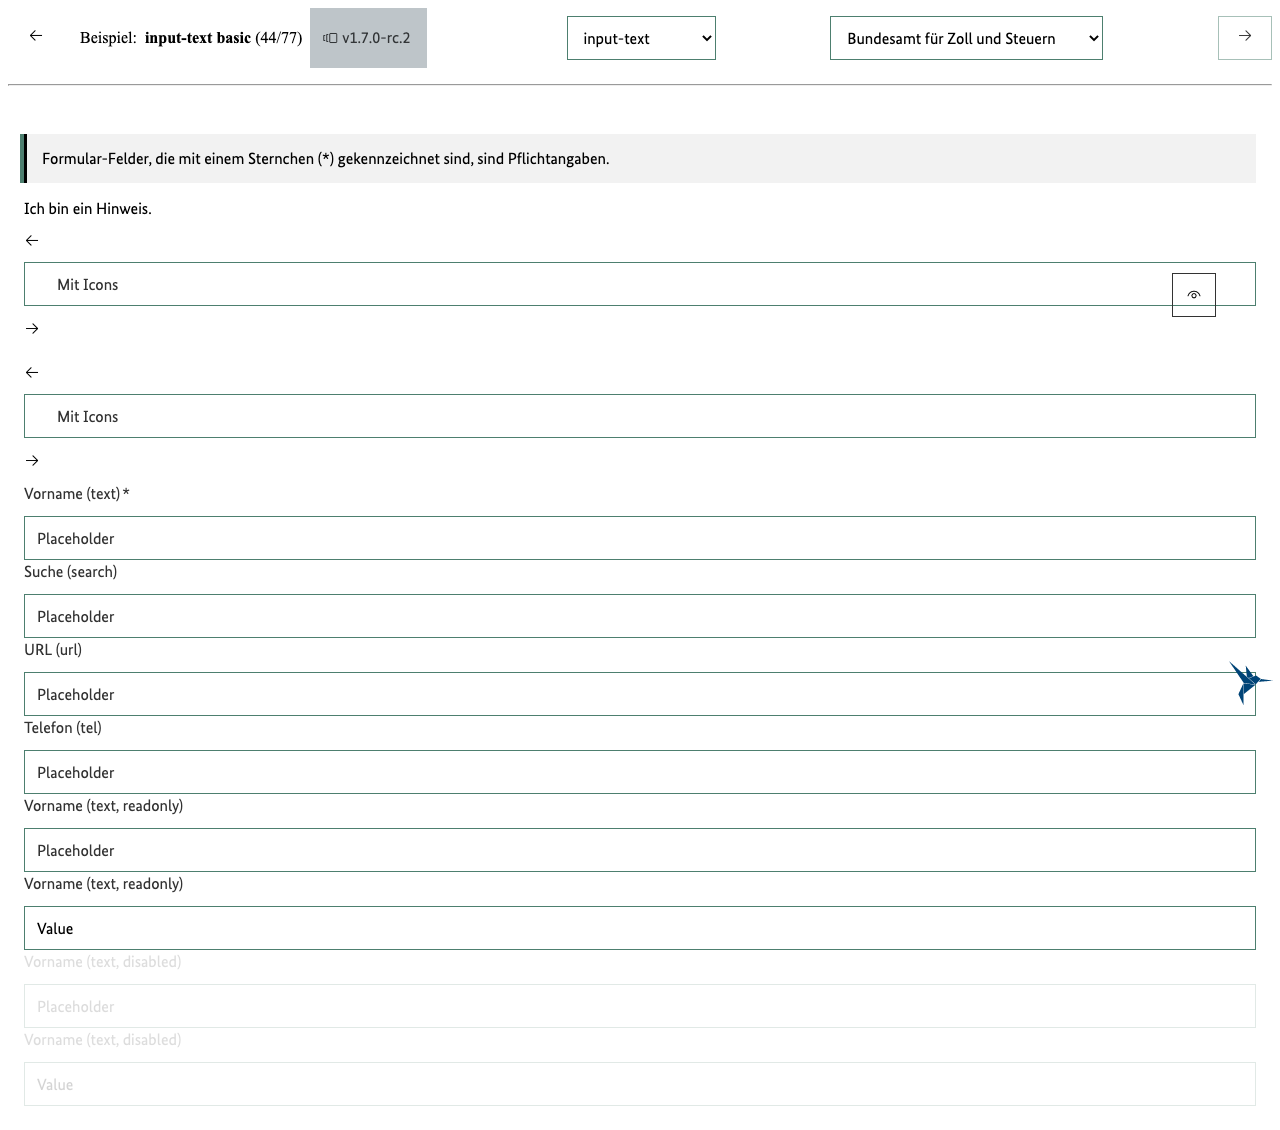 ← Beispiel: input-text basic (44/77) v1.7.0-rc.2 input-text Bundesamt für Zoll und Steuern →
Formular-Felder, die mit einem Sternchen (*) gekennzeichnet sind, sind Pflichtangaben.
Ich bin ein Hinweis.
←
Mit Icons
→
←
Mit Icons
→
Vorname (text) *
Placeholder
Suche (search)
Placeholder
URL (url)
Placeholder
Telefon (tel)
Placeholder
Vorname (text, readonly)
Placeholder
Vorname (text, readonly)
Value
Vorname (text, disabled)
Placeholder
Vorname (text, disabled)
Value